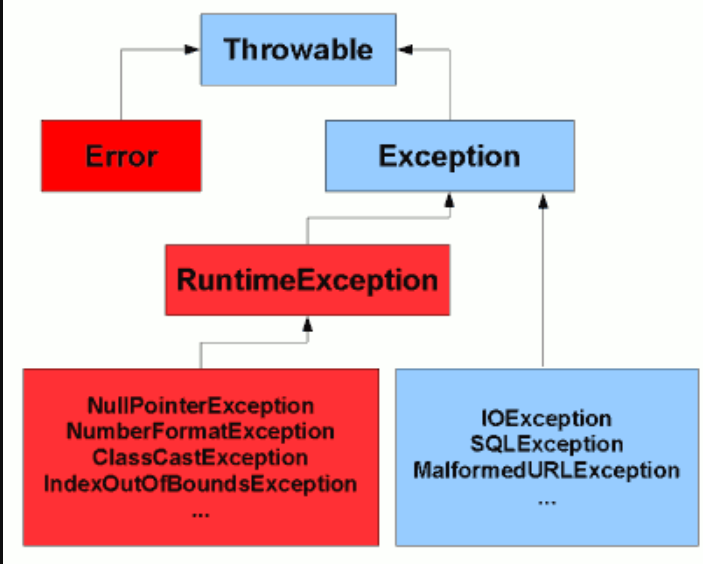 Throwable
Error
Exception
RuntimeException
NullPointerException
NumberFormatException
ClassCastException
IndexOutOfBoundsException
...
IOException
SQLException
MalformedURLException
...